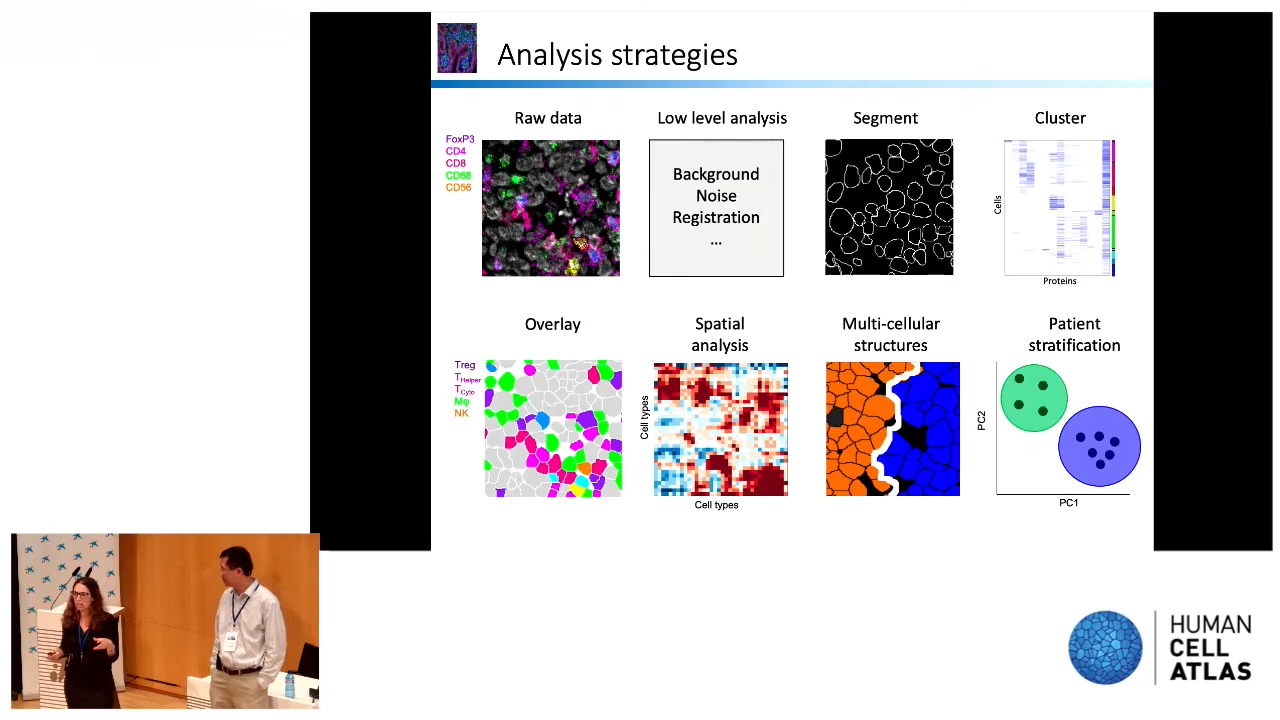 Analysis strategies
Raw data
FoxP3
CD4
CD8
CD68
CD56
Low level analysis
Background
Noise
Registration
...
Segment
Cluster
Cells
Proteins
Overlay
Treg
THelper
TCyto
Mφ
NK
Spatial
analysis
Cell types
Cell types
Multi-cellular
structures
Patient
stratification
PC2
PC1
HUMAN
CELL
ATLAS